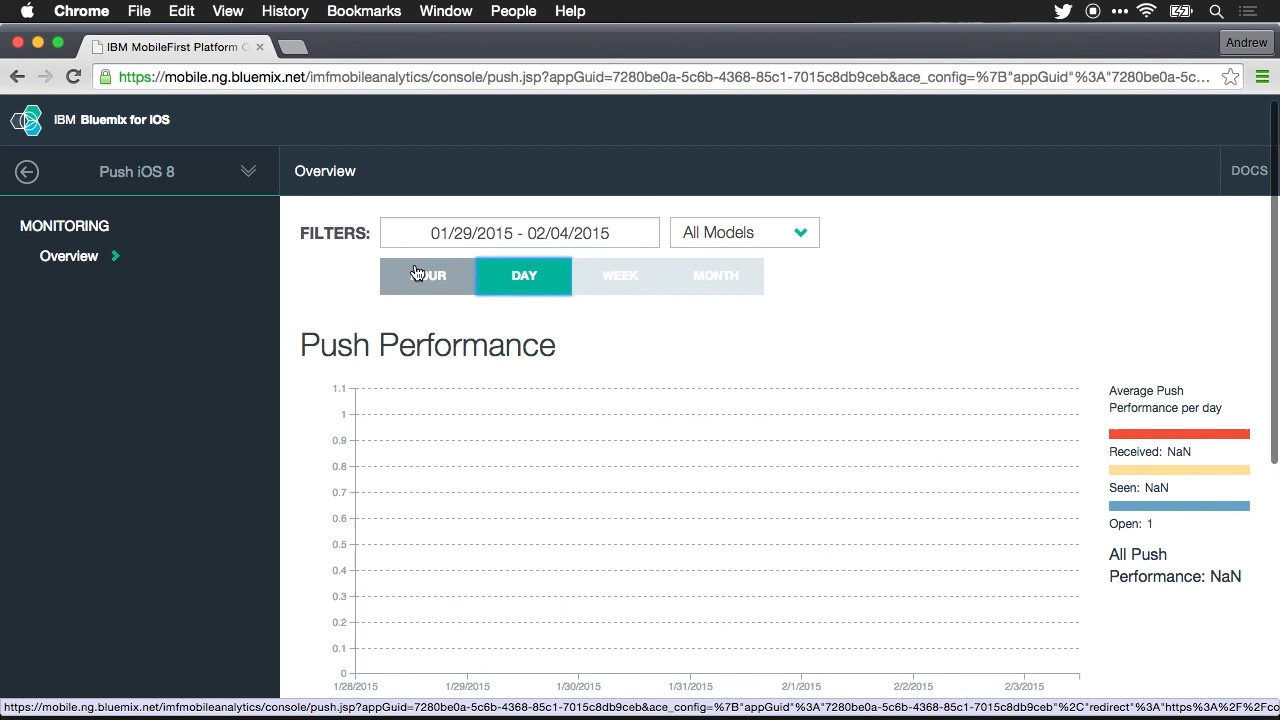 Chrome File Edit View History Bookmarks Window People Help
IBM MobileFirst Platform
Andrew
https://mobile.ng.bluemix.net/imfmobileanalytics/console/push.jsp?appGuid=7280be0a-5c6b-4368-85c1-7015c8db9ceb&ace_config=%7B"appGuid"%3A"7280be0a-5c...
IBM Bluemix for iOS
Push iOS 8
Overview
DOCS
MONITORING
Overview
FILTERS: 01/29/2015 - 02/04/2015 All Models
DAY WEEK MONTH
Push Performance
1.1
1
0.9
0.8
0.7
0.6
0.5
0.4
0.3
0.2
0.1
0
1/28/2015 1/29/2015 1/30/2015 1/31/2015 2/1/2015 2/2/2015 2/3/2015
Average Push
Performance per day
Received: NaN
Seen: NaN
Open: 1
All Push
Performance: NaN
https://mobile.ng.bluemix.net/imfmobileanalytics/console/push.jsp?appGuid=7280be0a-5c6b-4368-85c1-7015c8db9ceb&ace_config=%7B"appGuid"%3A"7280be0a-5c6b-4368-85c1-7015c8db9ceb"%2C"redirect"%3A"https%3A%2F%2Fco